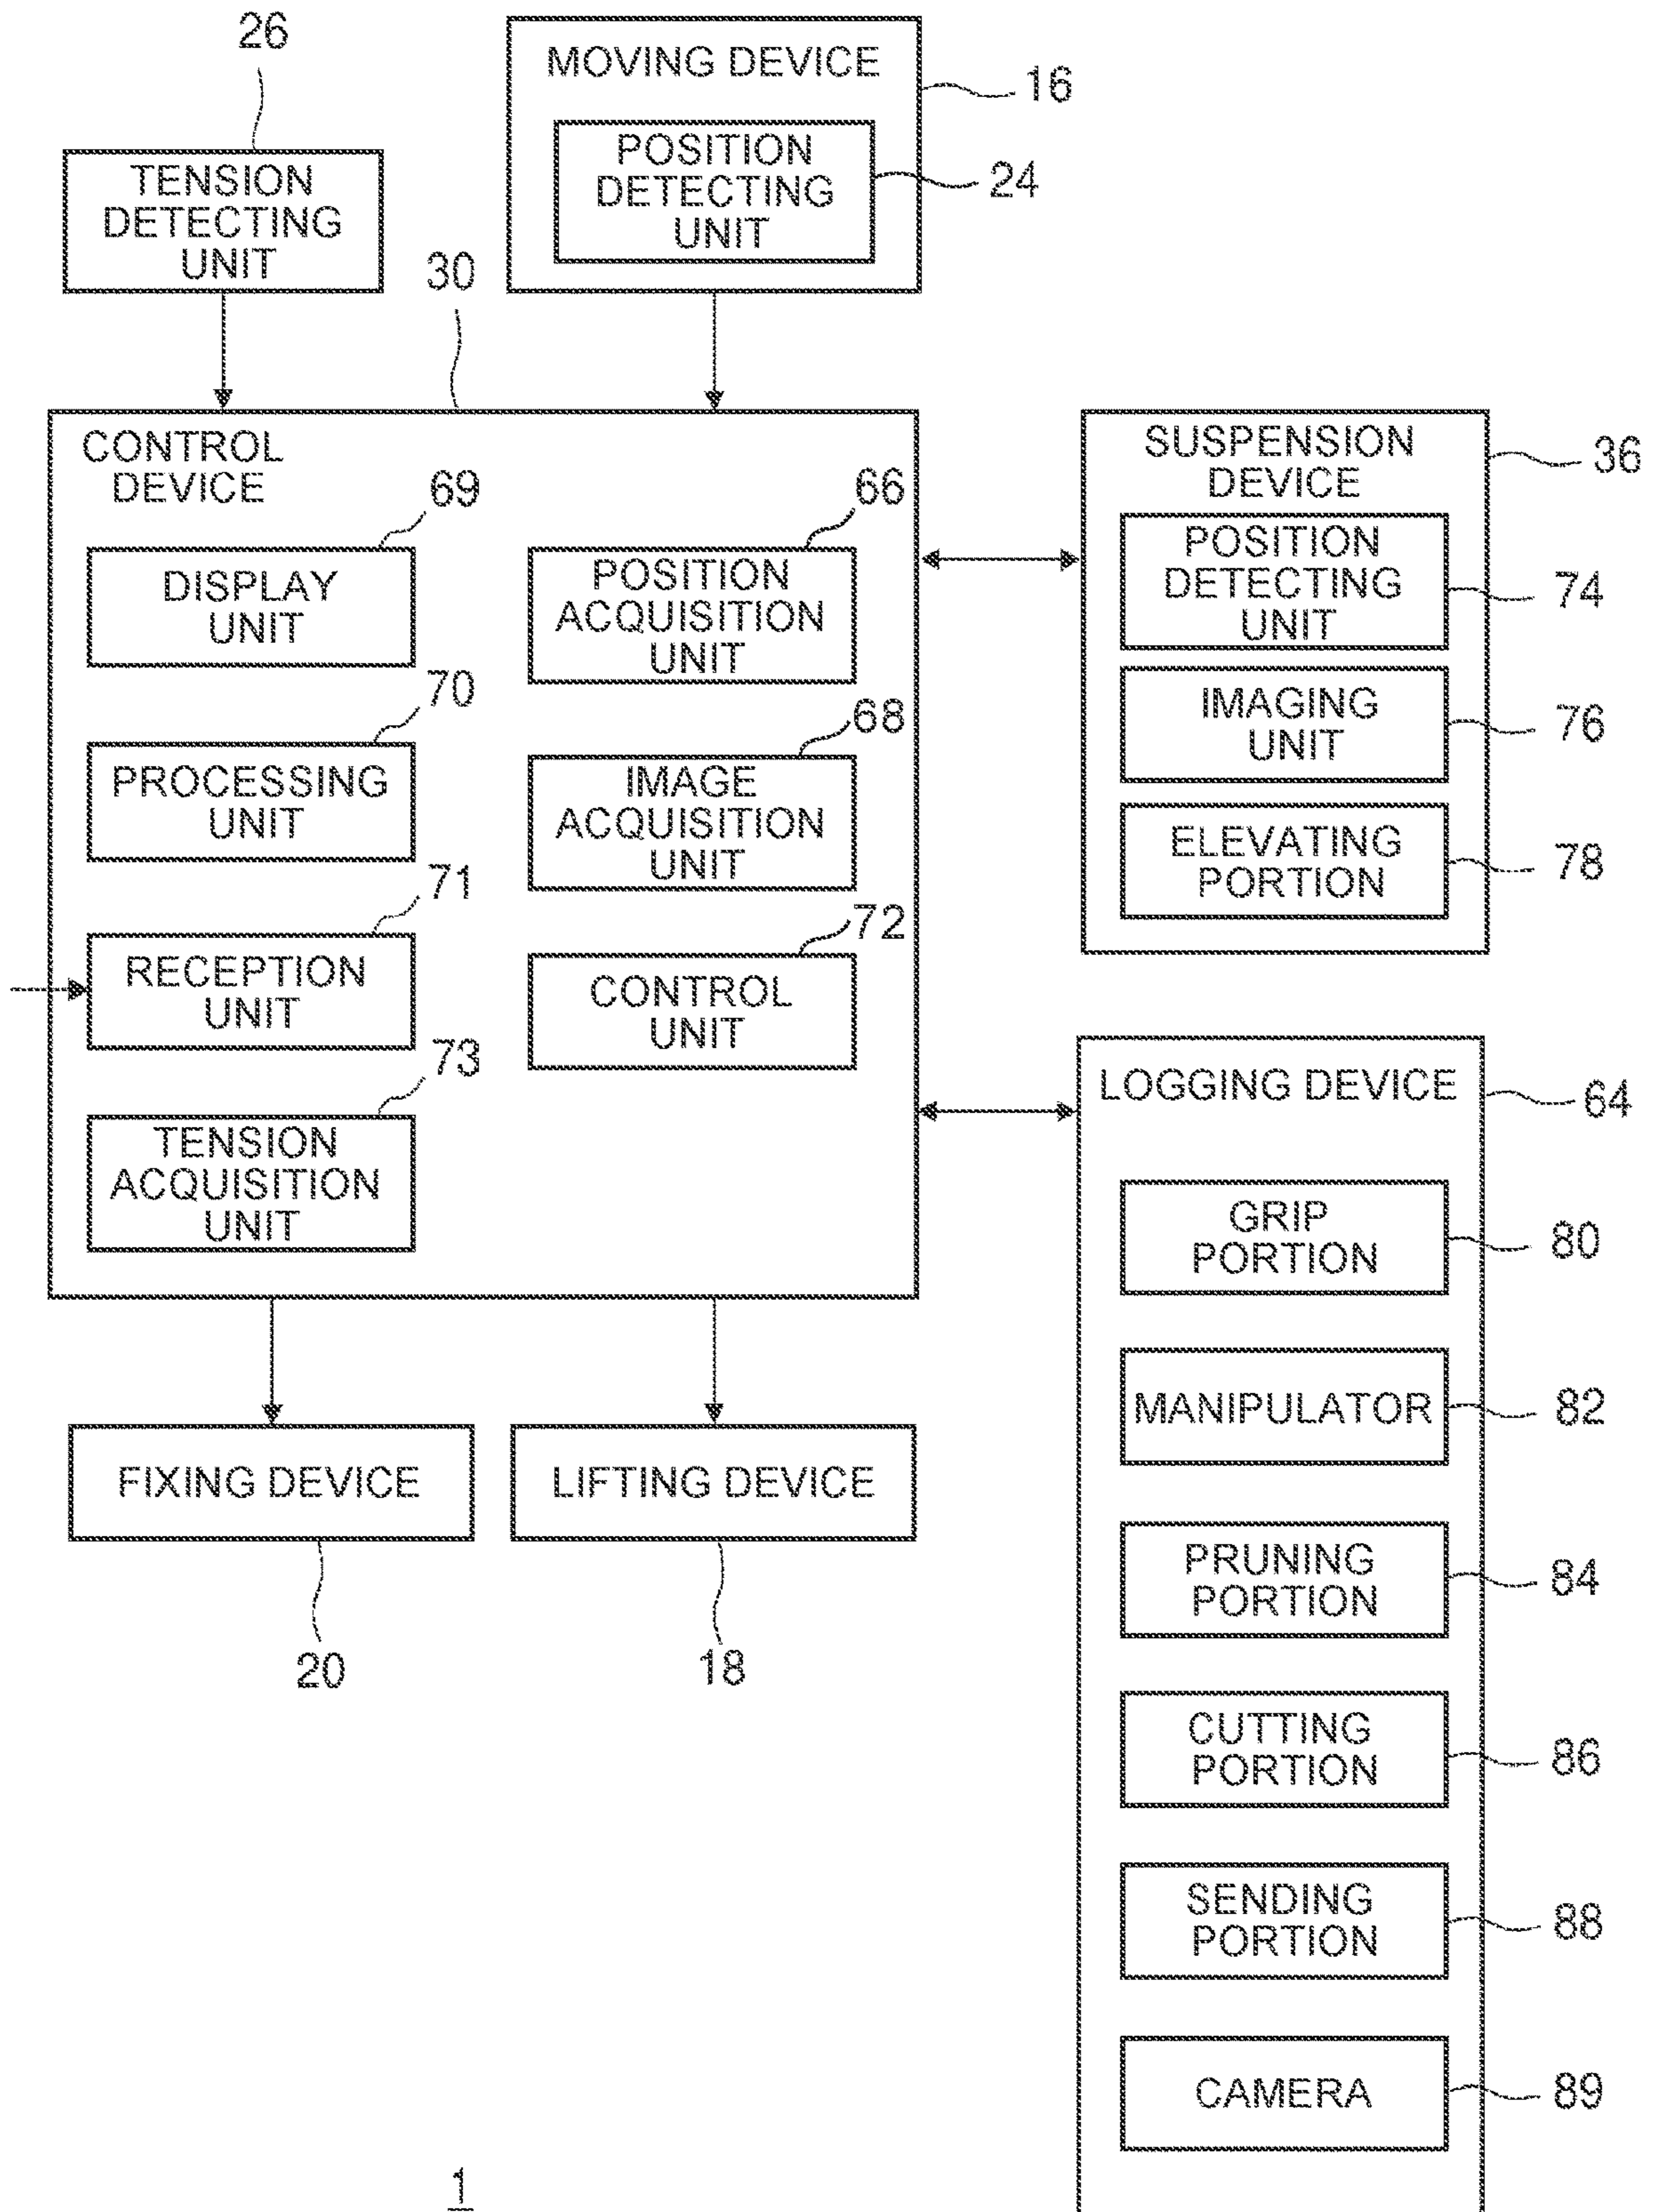 26
MOVING DEVICE
16
POSITION
DETECTING
UNIT
24
TENSION
DETECTING
UNIT
30
CONTROL
DEVICE
69
DISPLAY
UNIT
70
PROCESSING
UNIT
71
RECEPTION
UNIT
73
TENSION
ACQUISITION
UNIT
66
POSITION
ACQUISITION
UNIT
68
IMAGE
ACQUISITION
UNIT
72
CONTROL
UNIT
SUSPENSION
DEVICE
36
POSITION
DETECTING
UNIT
74
IMAGING
UNIT
76
ELEVATING
PORTION
78
LOGGING DEVICE
64
GRIP
PORTION
80
MANIPULATOR
82
PRUNING
PORTION
84
CUTTING
PORTION
86
SENDING
PORTION
88
CAMERA
89
FIXING DEVICE
20
LIFTING DEVICE
18
1